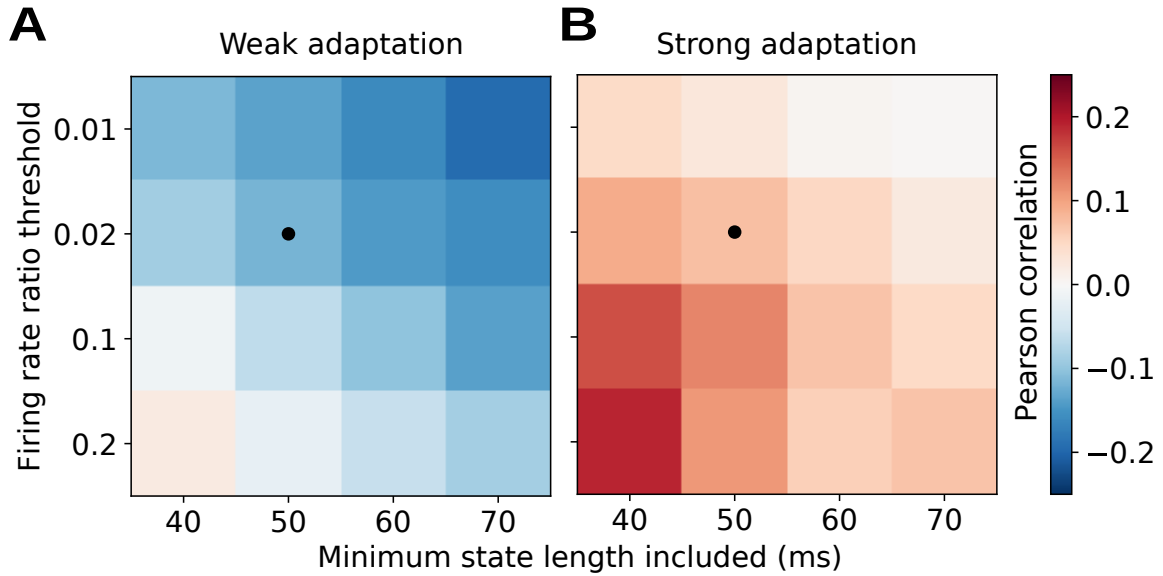 A
Weak adaptation
B
Strong adaptation
Firing rate ratio threshold
0.01
0.02
0.1
0.2
40 50 60 70
40 50 60 70
Minimum state length included (ms)
Pearson correlation
0.2
0.1
0.0
−0.1
−0.2